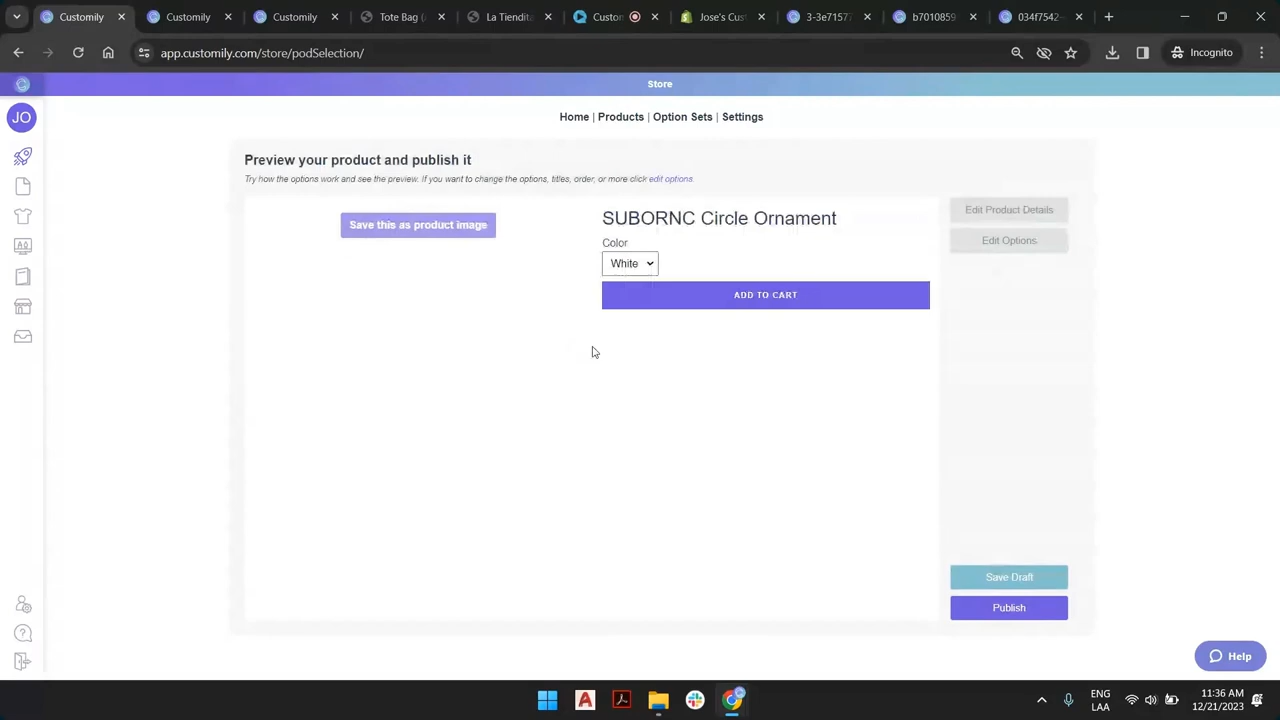 Customily
Customily
Customily
Tote Bag (
La Tiendit
Custom
Jose's Cus
3-3e71577
b7010859
034f7542-
app.customily.com/store/podSelection/
Incognito
Store
JO
Home | Products | Option Sets | Settings
Preview your product and publish it
Try how the options work and see the preview. If you want to change the options, titles, order, or more click edit options.
Save this as product image
SUBORNC Circle Ornament
Color
White
ADD TO CART
Edit Product Details
Edit Options
Save Draft
Publish
Help
ENG
LAA
11:36 AM
12/21/2023